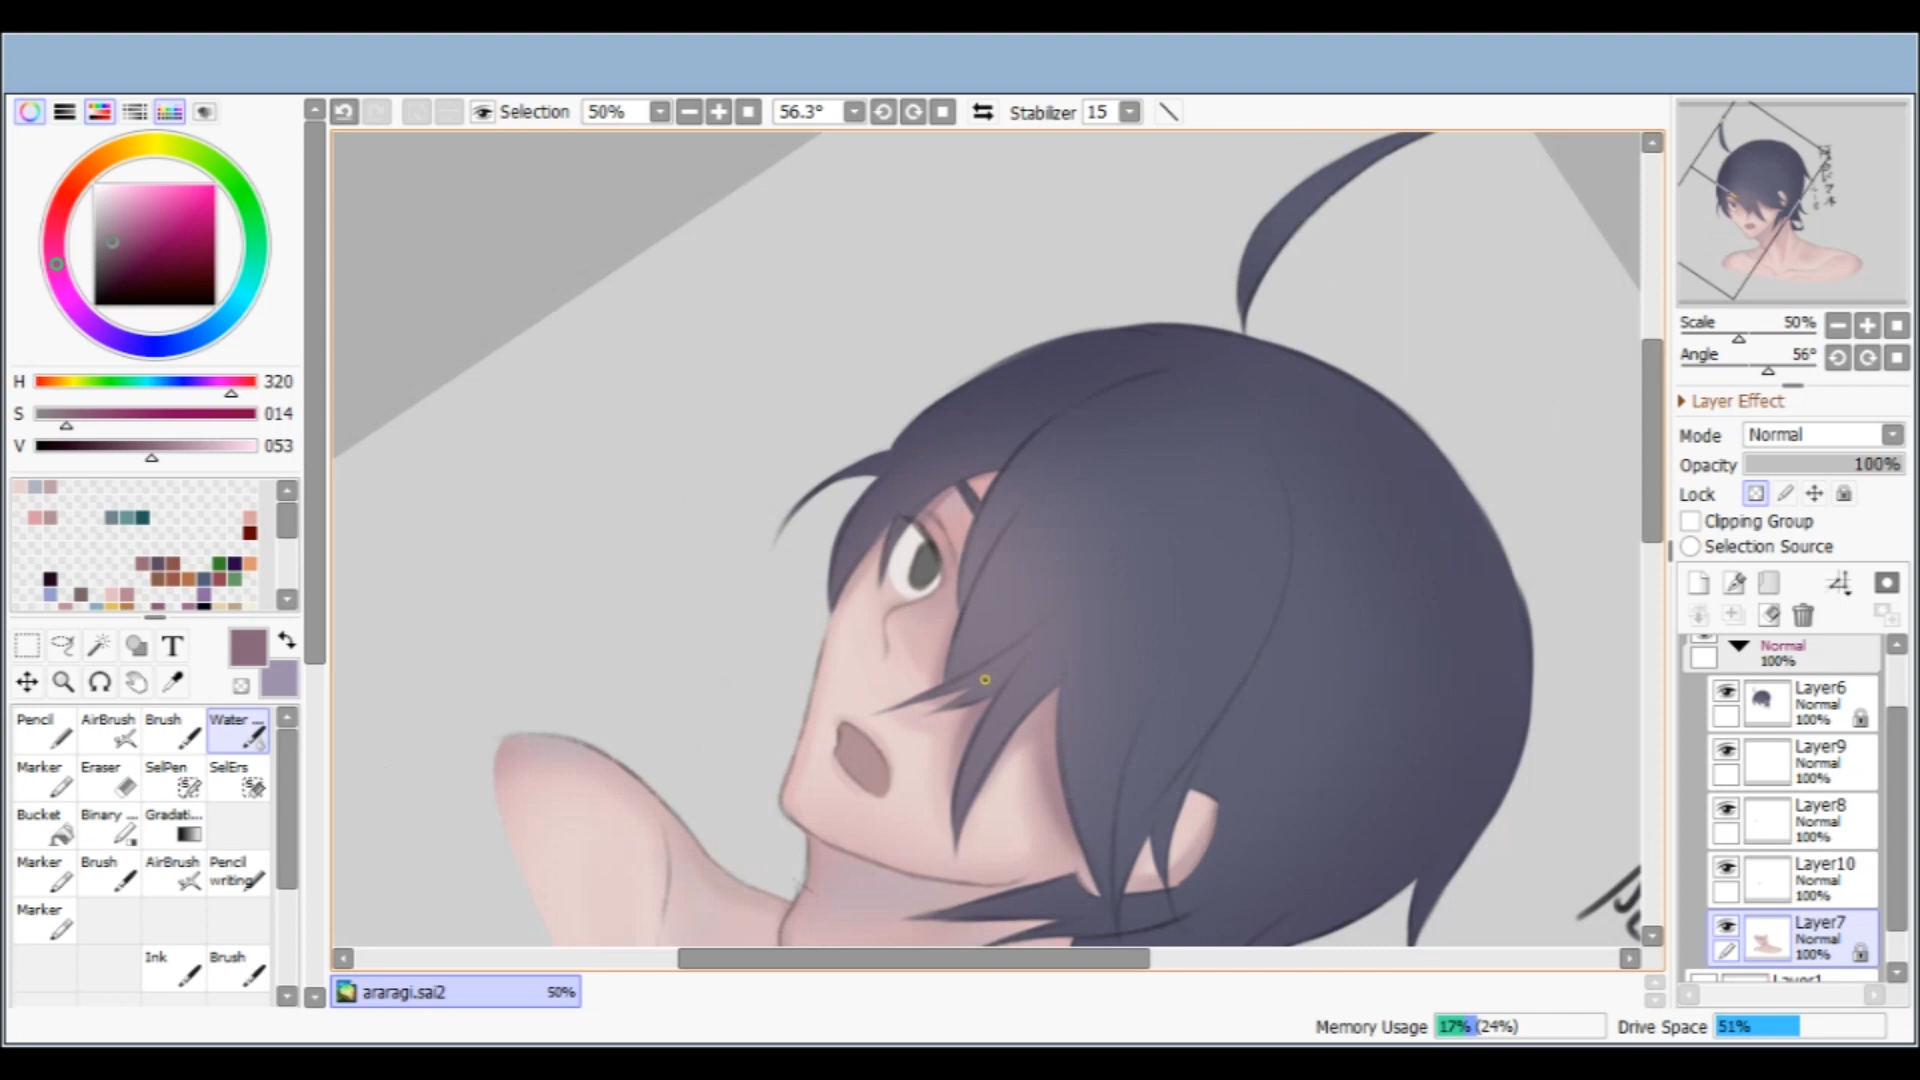 Selection 50% 56.3° Stabilizer 15
H 320
S 014
V 053
T
Pencil AirBrush Brush Water ...
Marker Eraser SelPen SelErs
Bucket Binary ... Gradati...
Marker Brush AirBrush Pencil writing
Marker
Ink Brush
araragi.sai2 50%
Scale 50%
Angle 56°
Layer Effect
Mode Normal
Opacity 100%
Lock
Clipping Group
Selection Source
Normal
100%
Layer6
Normal
100%
Layer9
Normal
100%
Layer8
Normal
100%
Layer10
Normal
100%
Layer7
Normal
100%
Layer1
Memory Usage 17% (24%) Drive Space 51%